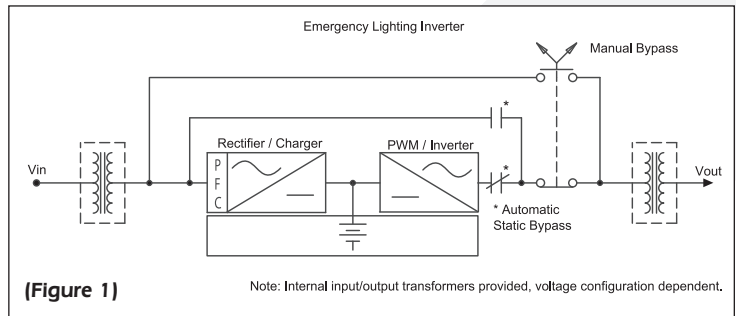 Emergency Lighting Inverter
Manual Bypass
*
Rectifier / Charger
PWM / Inverter
Vin
P
F
C
*
Vout
* Automatic
Static Bypass
(Figure 1)
Note: Internal input/output transformers provided, voltage configuration dependent.